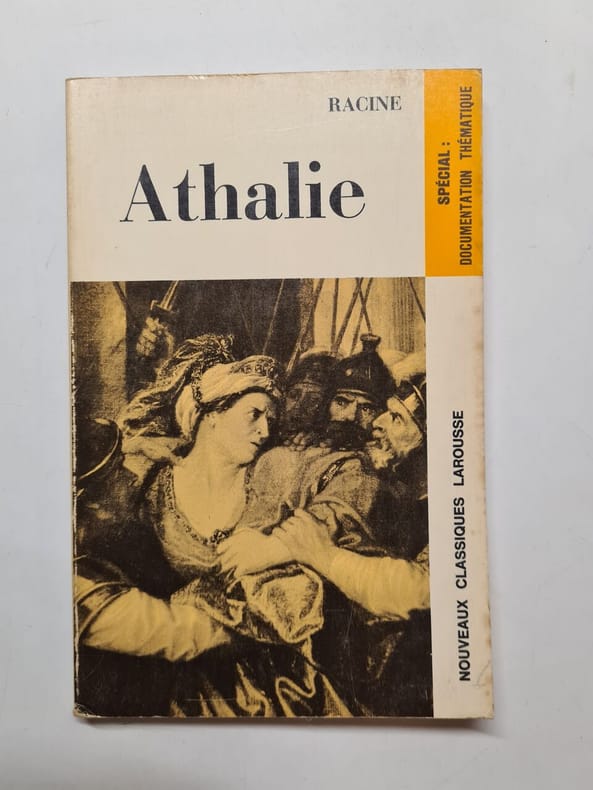 RACINE
Athalie
SPÉCIAL :
DOCUMENTATION THÉMATIQUE
NOUVEAUX CLASSIQUES LAROUSSE